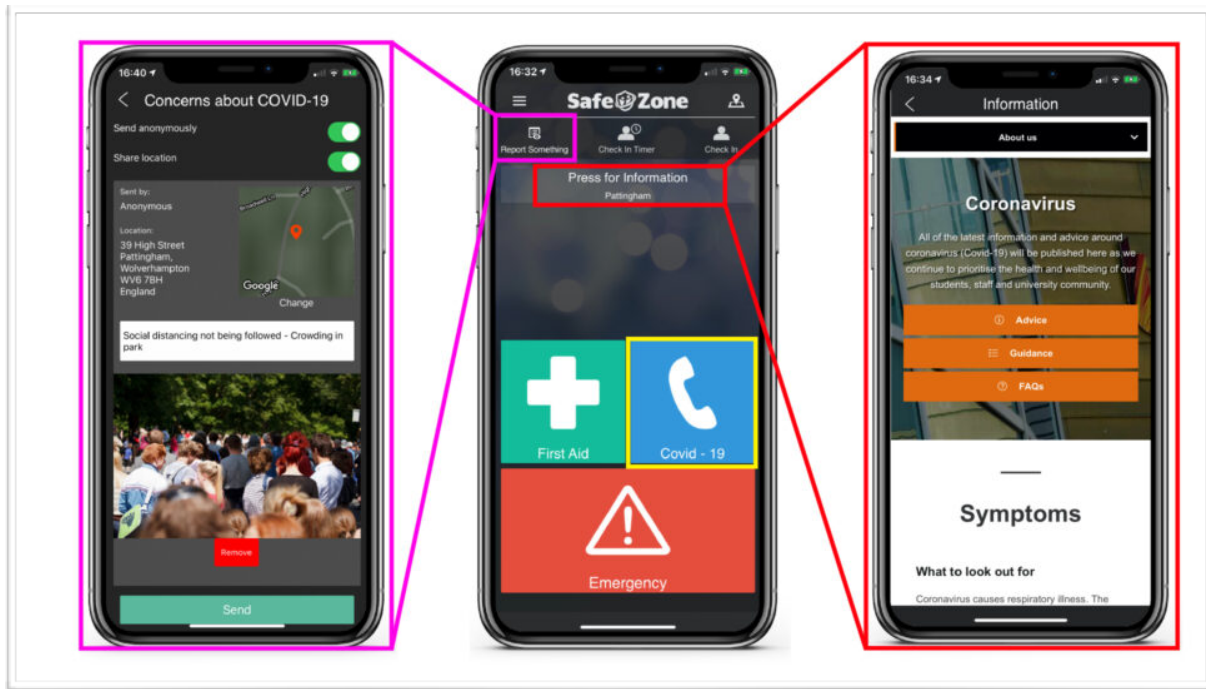 16:40
Concerns about COVID-19
Send anonymously
Share location
Sent by:
Anonymous
Location:
39 High Street
Pattingham,
Wolverhampton
WV6 7BH
England
Google
Change
Social distancing not being followed - Crowding in
park
Remove
Send
16:32
SafeZone
Report Something
Check In Timer
Check In
Press for Information
Pattingham
First Aid
Covid - 19
Emergency
16:34
Information
About us
Coronavirus
All of the latest information and advice around
coronavirus (Covid-19) will be published here as we
continue to prioritise the health and wellbeing of our
students, staff and university community.
Advice
Guidance
FAQs
Symptoms
What to look out for
Coronavirus causes respiratory illness. The